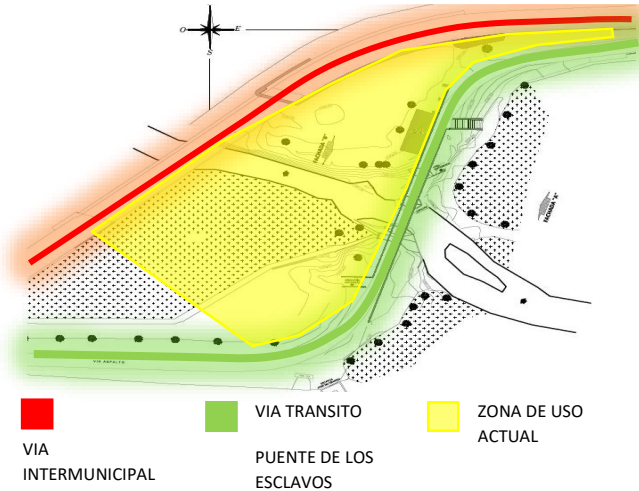 O
E
S
FACHADA "B"
FACHADA "A"
VIA ASFALTO
VIA
INTERMUNICIPAL
VIA TRANSITO
PUENTE DE LOS
ESCLAVOS
ZONA DE USO
ACTUAL